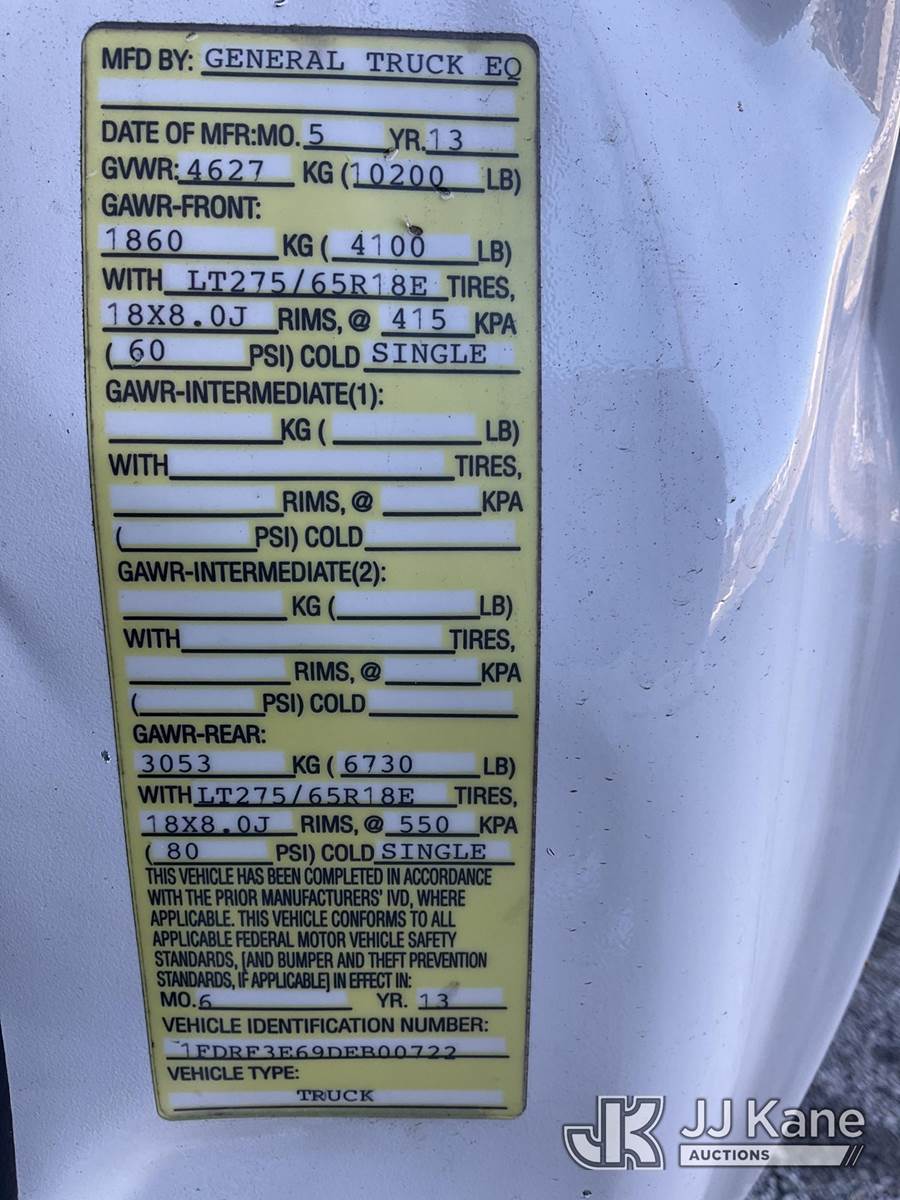 MFD BY: GENERAL TRUCK EQ
DATE OF MFR:MO. 5 YR. 13
GVWR: 4627 KG (10200 LB)
GAWR-FRONT:
1860 KG ( 4100 LB)
WITH LT275/65R18E TIRES,
18X8.0J RIMS, @ 415 KPA
( 60 PSI) COLD SINGLE
GAWR-INTERMEDIATE(1):
KG ( LB)
WITH TIRES,
RIMS, @ KPA
( PSI) COLD
GAWR-INTERMEDIATE(2):
KG ( LB)
WITH TIRES,
RIMS, @ KPA
( PSI) COLD
GAWR-REAR:
3053 KG ( 6730 LB)
WITH LT275/65R18E TIRES,
18X8.0J RIMS, @ 550 KPA
( 80 PSI) COLD SINGLE
THIS VEHICLE HAS BEEN COMPLETED IN ACCORDANCE
WITH THE PRIOR MANUFACTURERS' IVD, WHERE
APPLICABLE. THIS VEHICLE CONFORMS TO ALL
APPLICABLE FEDERAL MOTOR VEHICLE SAFETY
STANDARDS, [AND BUMPER AND THEFT PREVENTION
STANDARDS, IF APPLICABLE] IN EFFECT IN:
MO. 6 YR. 13
VEHICLE IDENTIFICATION NUMBER:
1FDRF3E69DEB00722
VEHICLE TYPE:
TRUCK
JK JJ Kane
AUCTIONS